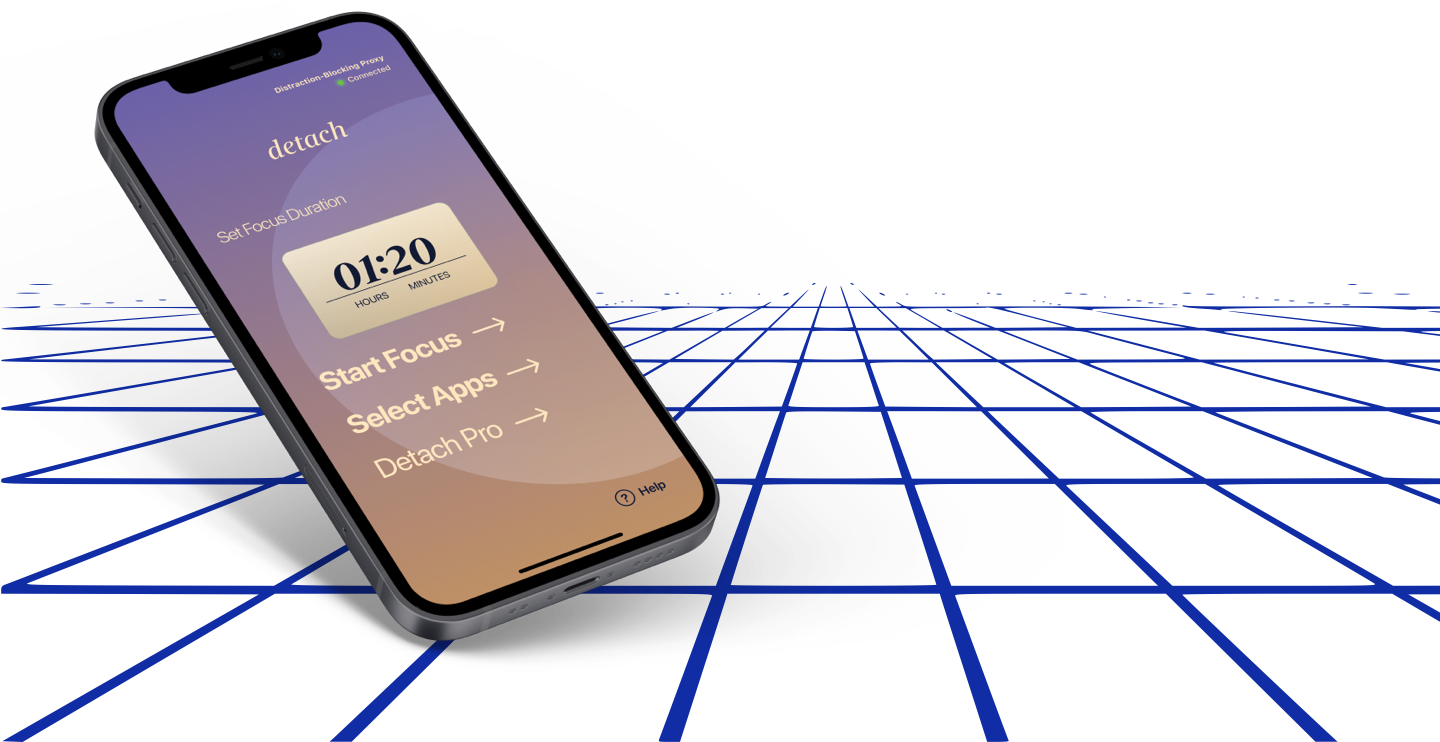 Distraction-Blocking Proxy
Connected
detach
Set Focus Duration
01:20
HOURS MINUTES
Start Focus →
Select Apps →
Detach Pro →
? Help